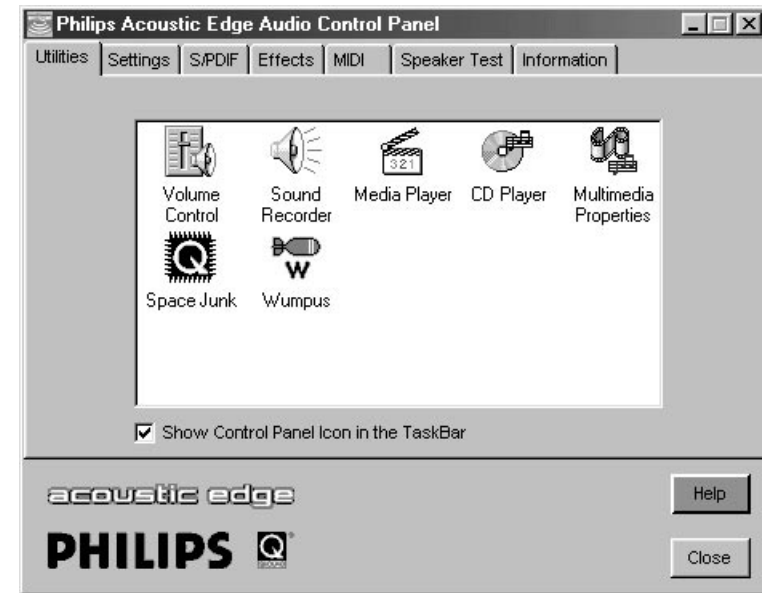 Philips Acoustic Edge Audio Control Panel
Utilities Settings S/PDIF Effects MIDI Speaker Test Information
321
Volume Control
Sound Recorder
Media Player
CD Player
Multimedia Properties
Q
W
Space Junk
Wumpus
Show Control Panel Icon in the TaskBar
acoustic edge
Help
PHILIPS Q
Close